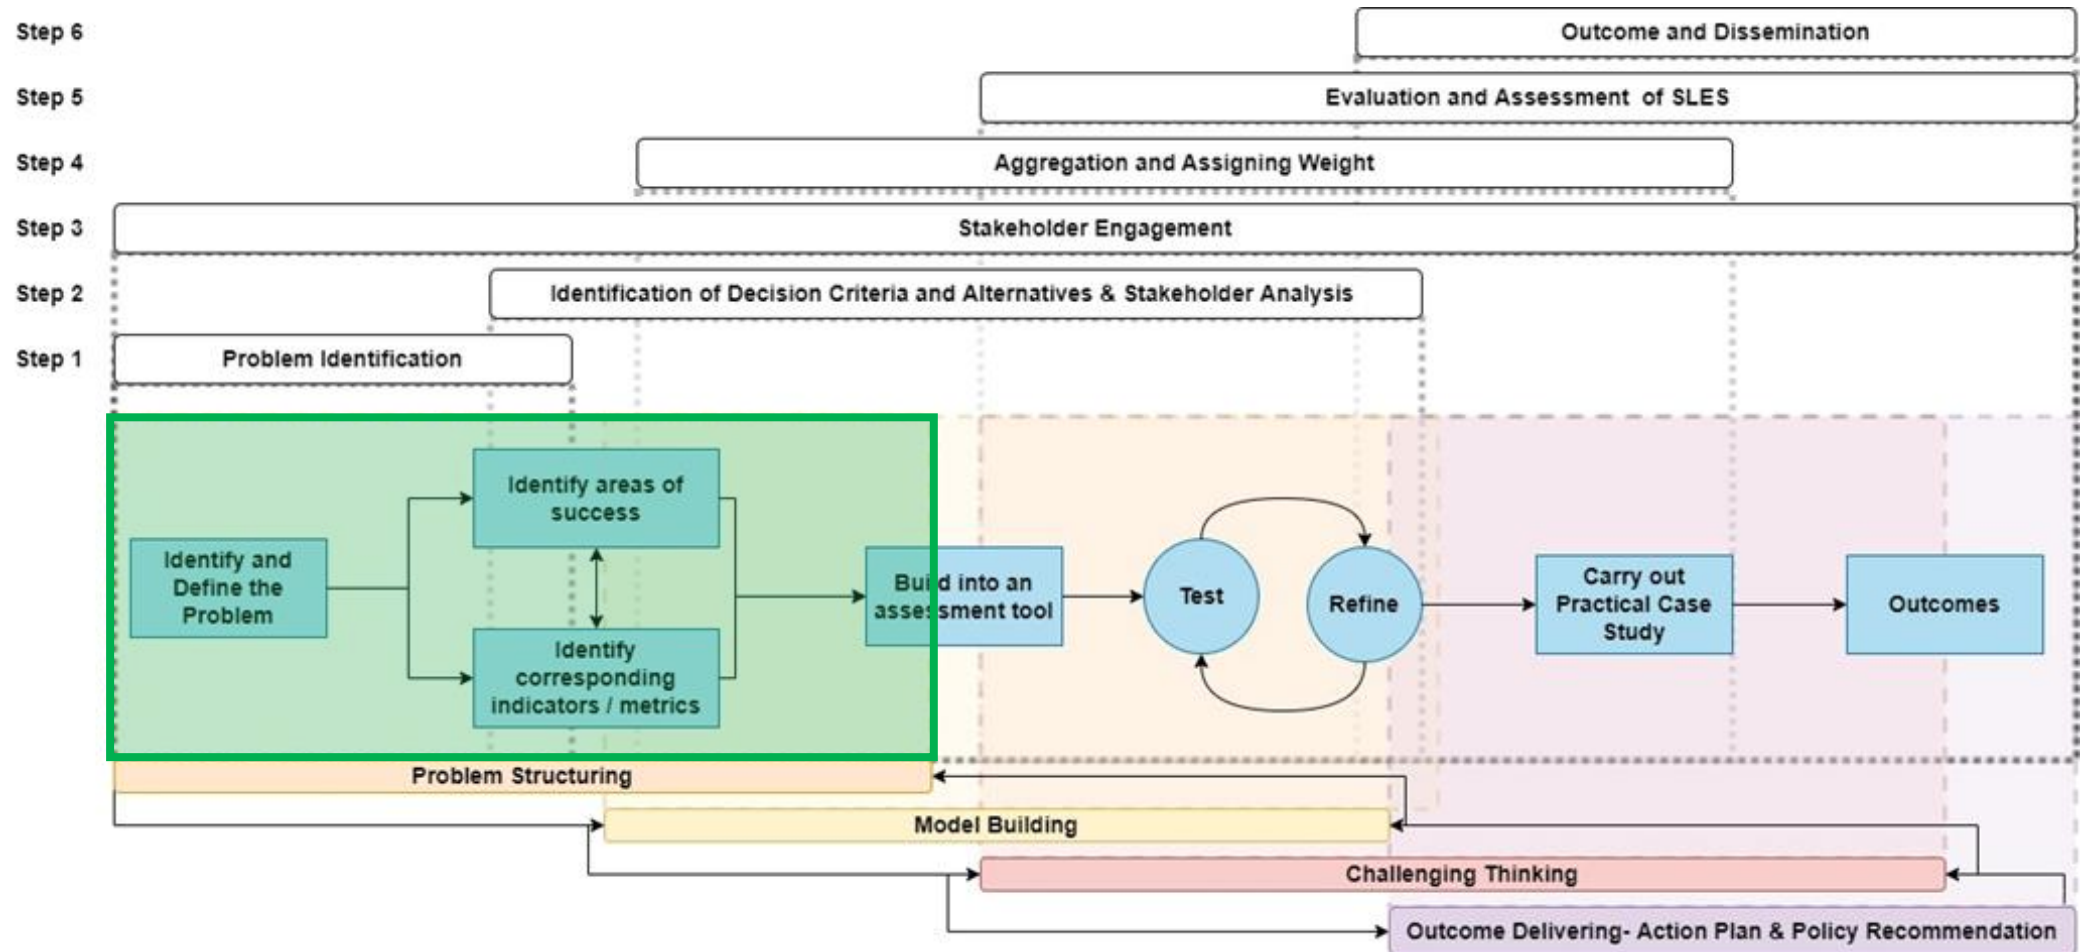 Step 6
Outcome and Dissemination
Step 5
Evaluation and Assessment of SLES
Step 4
Aggregation and Assigning Weight
Step 3
Stakeholder Engagement
Step 2
Identification of Decision Criteria and Alternatives & Stakeholder Analysis
Step 1
Problem Identification
Identify and
Define the
Problem
Identify areas of
success
Identify
corresponding
indicators / metrics
Build into an
assessment tool
Test
Refine
Carry out
Practical Case
Study
Outcomes
Problem Structuring
Model Building
Challenging Thinking
Outcome Delivering- Action Plan & Policy Recommendation